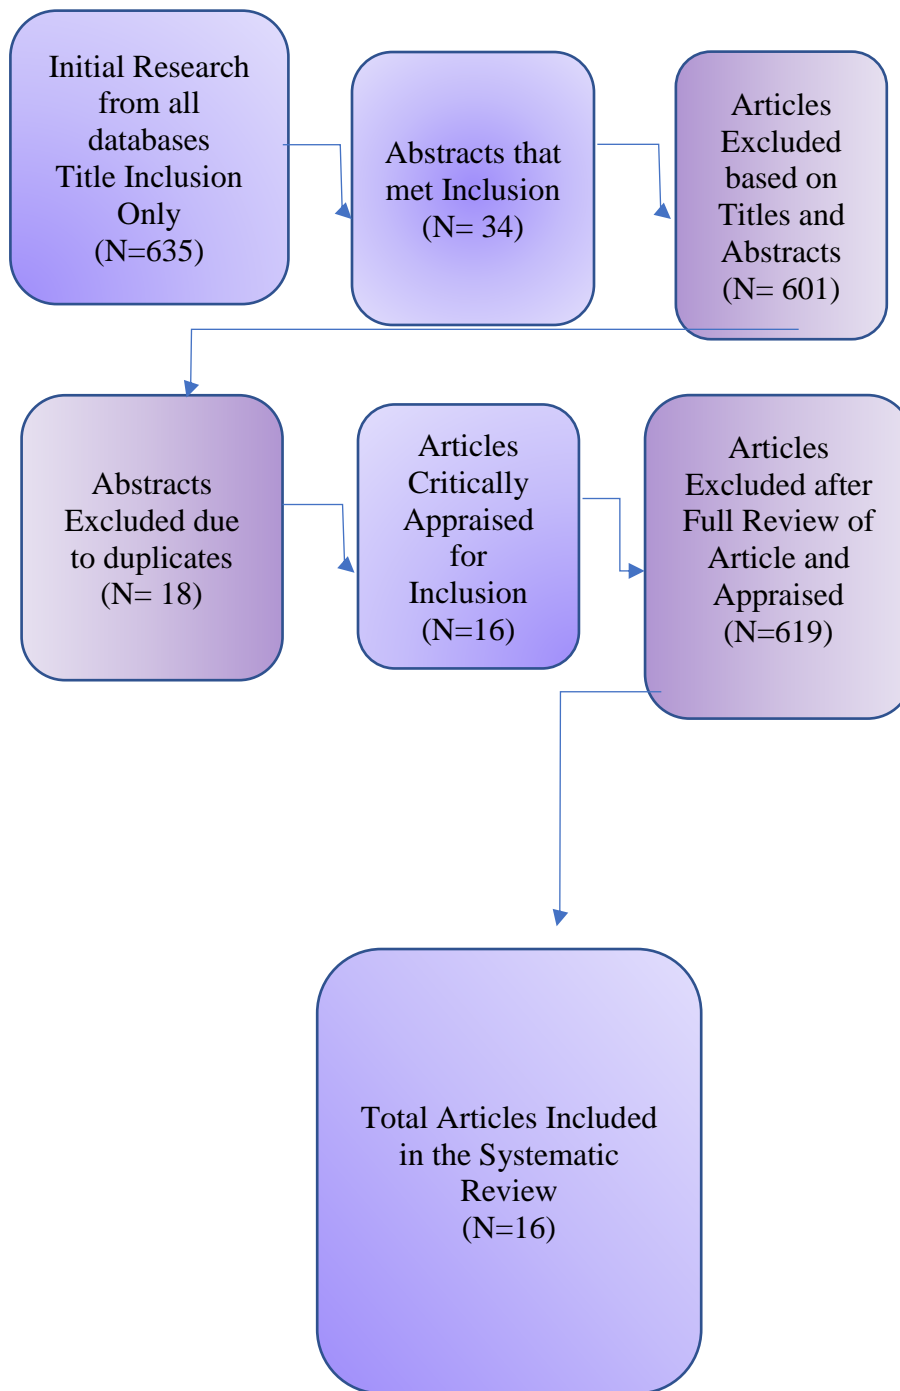 Initial Research
from all
databases
Title Inclusion
Only
(N=635)
Abstracts that
met Inclusion
(N= 34)
Articles
Excluded
based on
Titles and
Abstracts
(N= 601)
Abstracts
Excluded due
to duplicates
(N= 18)
Articles
Critically
Appraised
for
Inclusion
(N=16)
Articles
Excluded after
Full Review of
Article and
Appraised
(N=619)
Total Articles Included
in the Systematic
Review
(N=16)